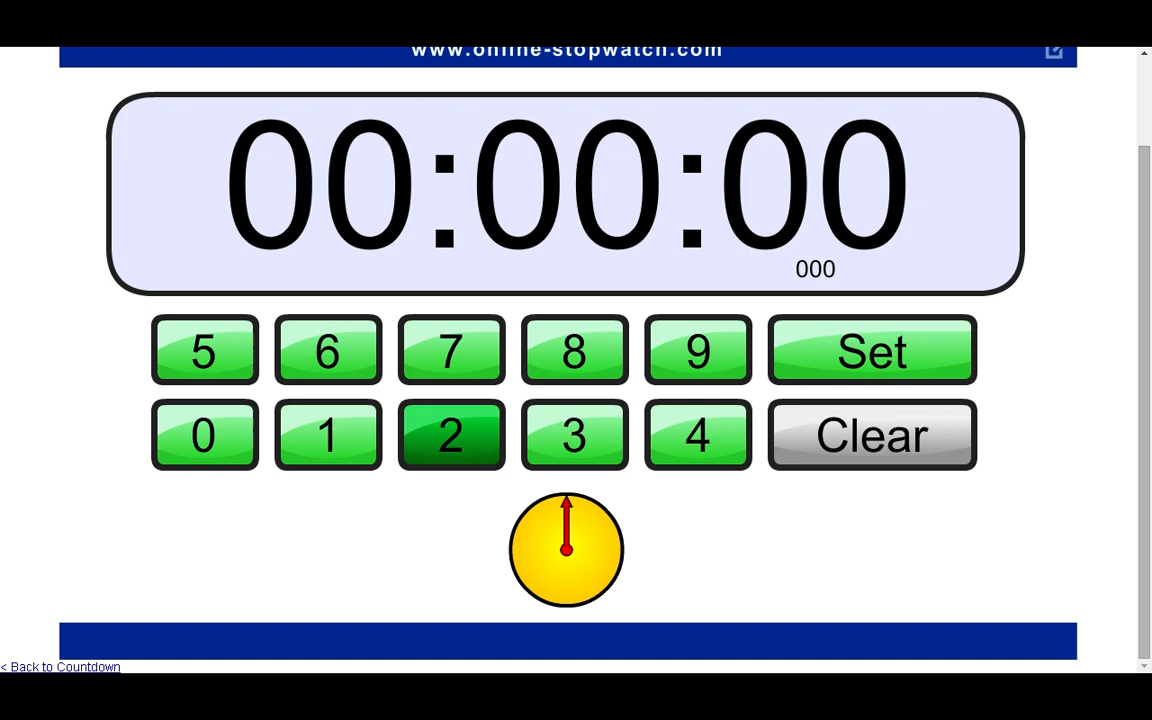 www.online-stopwatch.com
00:00:00
000
5 6 7 8 9 Set
0 1 2 3 4 Clear
< Back to Countdown